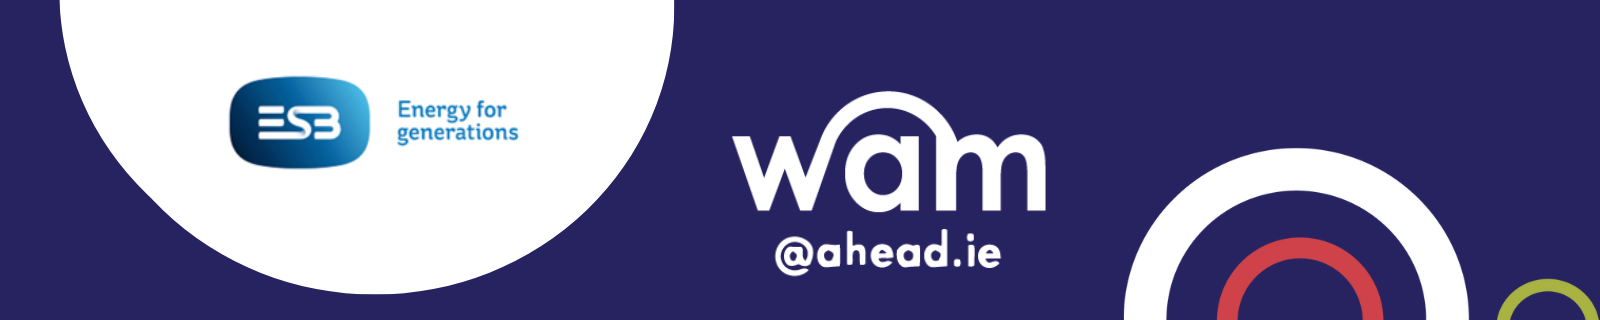 ESB
Energy for
generations
wam
@ahead.ie